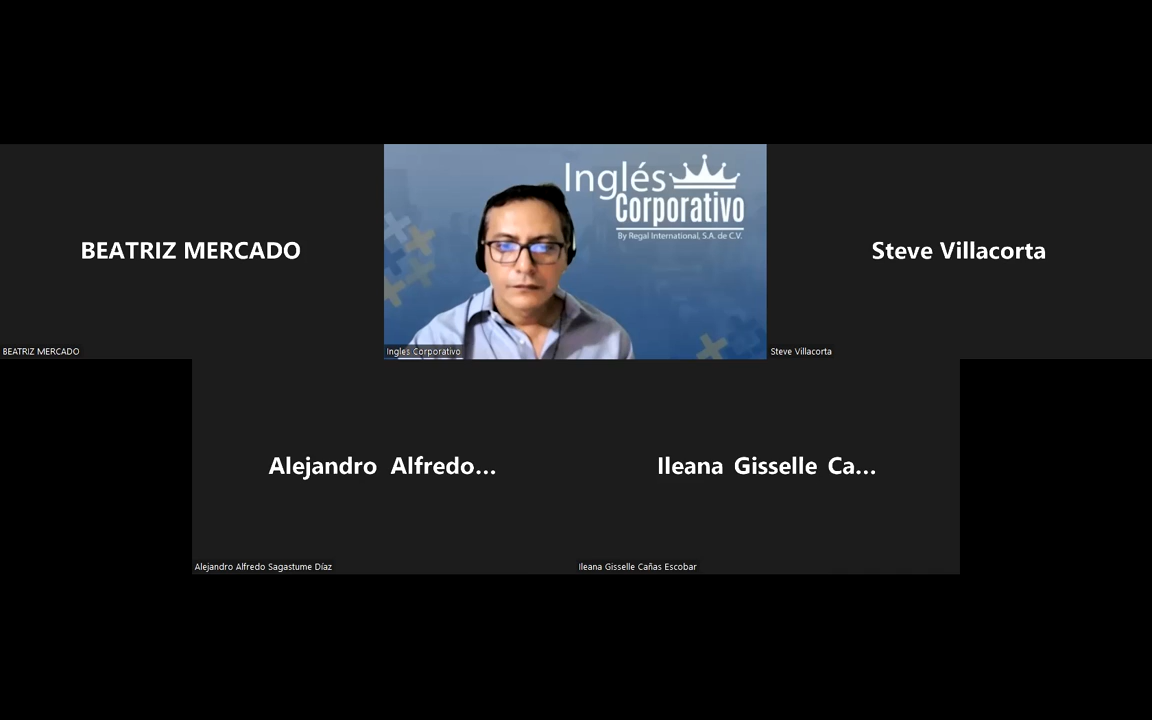 BEATRIZ MERCADO
BEATRIZ MERCADO
Inglés
Corporativo
By Regal International, S.A. de C.V.
Ingles Corporativo
Steve Villacorta
Steve Villacorta
Alejandro Alfredo...
Alejandro Alfredo Sagastume Díaz
Ileana Gisselle Ca...
Ileana Gisselle Cañas Escobar